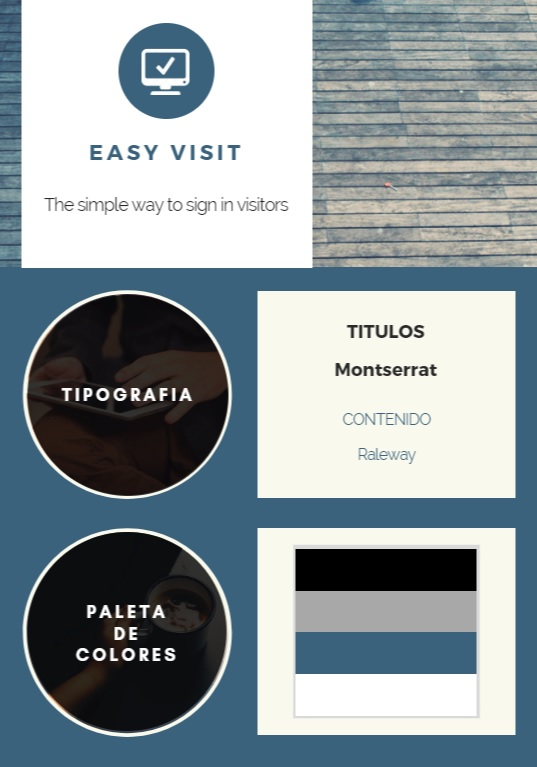 EASY VISIT
The simple way to sign in visitors
TIPOGRAFIA
TITULOS
Montserrat
CONTENIDO
Raleway
PALETA
DE
COLORES